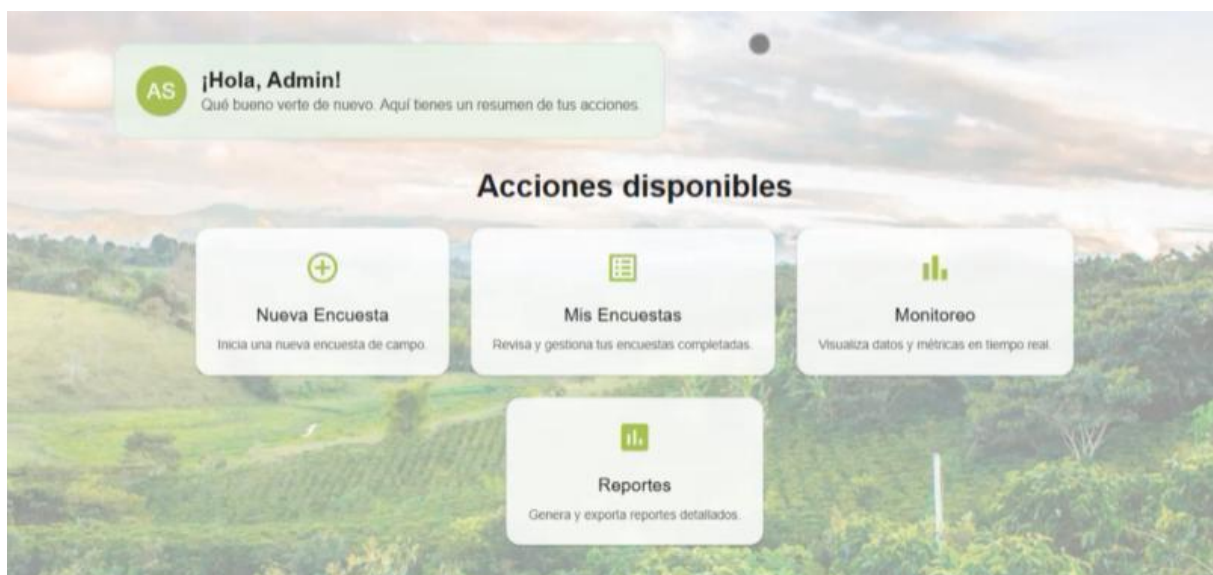 AS
¡Hola, Admin!
Qué bueno verte de nuevo. Aquí tienes un resumen de tus acciones.
Acciones disponibles
Nueva Encuesta
Inicia una nueva encuesta de campo.
Mis Encuestas
Revisa y gestiona tus encuestas completadas.
Monitoreo
Visualiza datos y métricas en tiempo real.
Reportes
Genera y exporta reportes detallados.